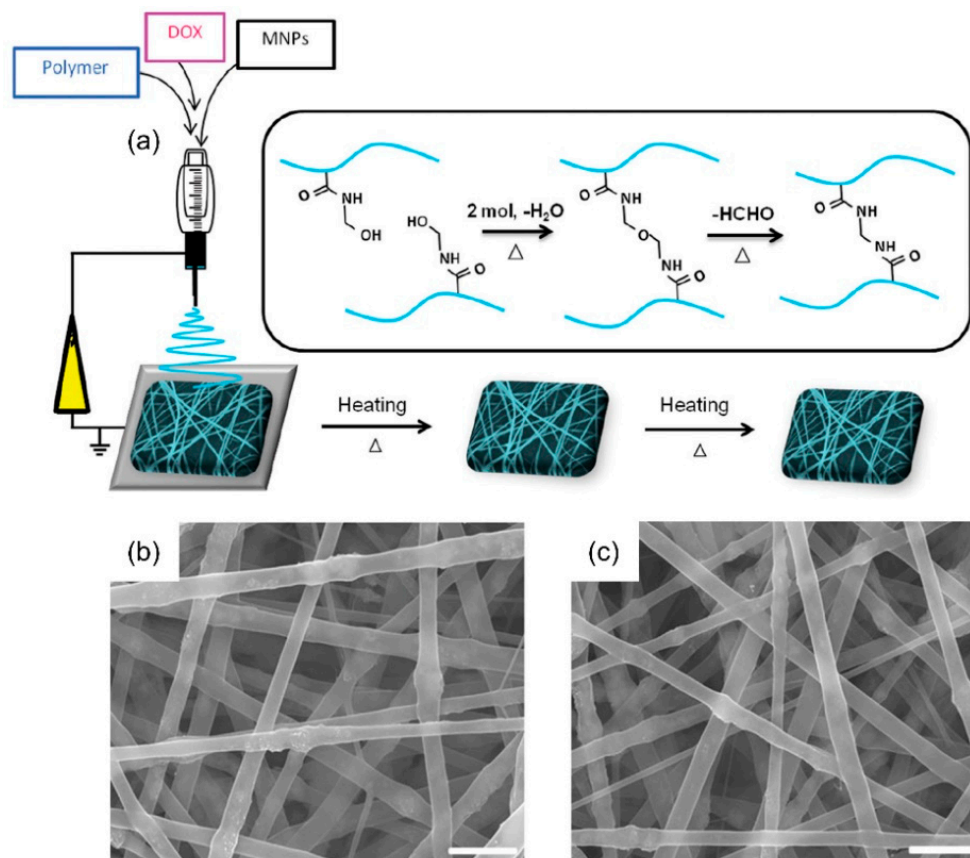 DOX
MNPs
Polymer
(a)
O
NH
OH
HO
NH
O
2 mol, -H₂O
△
O
NH
O
NH
O
-HCHO
△
O
NH
NH
O
Heating
△
Heating
△
(b)
(c)